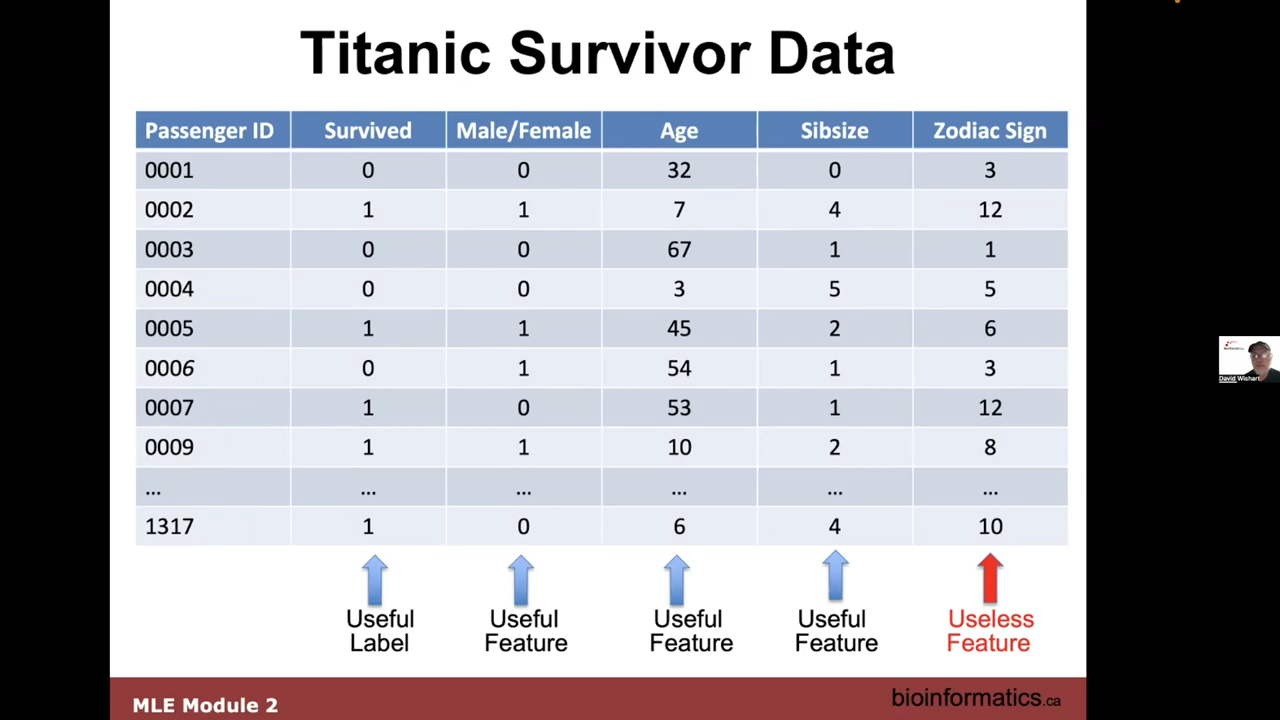 Titanic Survivor Data
Passenger ID Survived Male/Female Age Sibsize Zodiac Sign
0001 0 0 32 0 3
0002 1 1 7 4 12
0003 0 0 67 1 1
0004 0 0 3 5 5
0005 1 1 45 2 6
0006 0 1 54 1 3
0007 1 0 53 1 12
0009 1 1 10 2 8
... ... ... ... ... ...
1317 1 0 6 4 10
Useful Useful Useful Useful Useless
Label Feature Feature Feature Feature
MLE Module 2
bioinformatics.ca
David Wishart